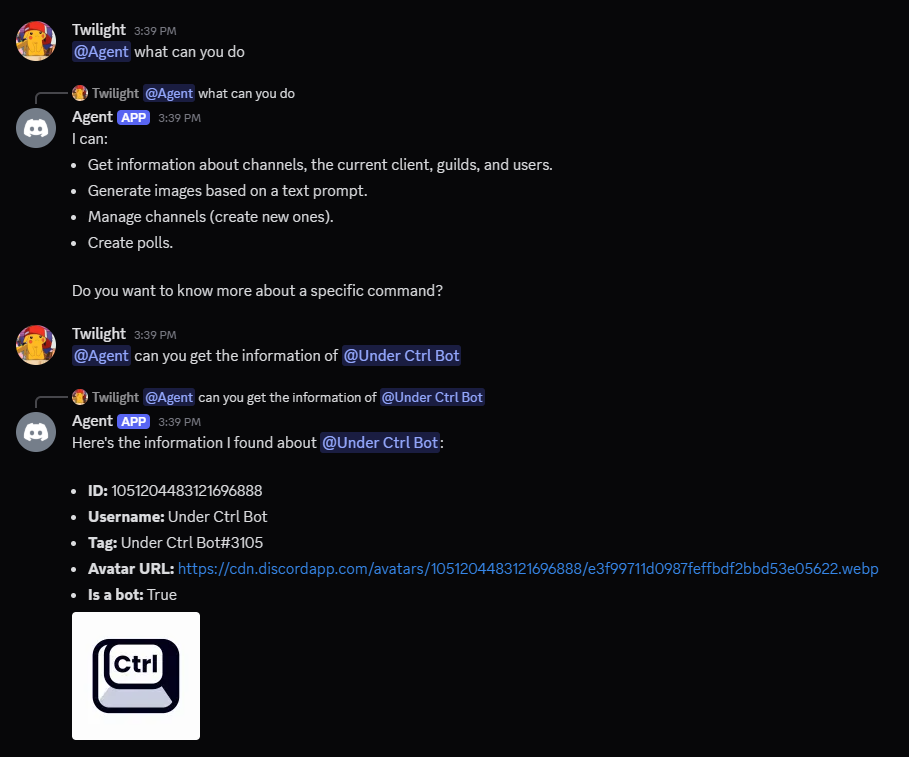 Twilight 3:39 PM
@Agent what can you do
Twilight @Agent what can you do
Agent APP 3:39 PM
I can:
• Get information about channels, the current client, guilds, and users.
• Generate images based on a text prompt.
• Manage channels (create new ones).
• Create polls.
Do you want to know more about a specific command?
Twilight 3:39 PM
@Agent can you get the information of @Under Ctrl Bot
Twilight @Agent can you get the information of @Under Ctrl Bot
Agent APP 3:39 PM
Here's the information I found about @Under Ctrl Bot:
• ID: 1051204483121696888
• Username: Under Ctrl Bot
• Tag: Under Ctrl Bot#3105
• Avatar URL: https://cdn.discordapp.com/avatars/1051204483121696888/e3f99711d0987feffbdf2bbd53e05622.webp
• Is a bot: True
Ctrl